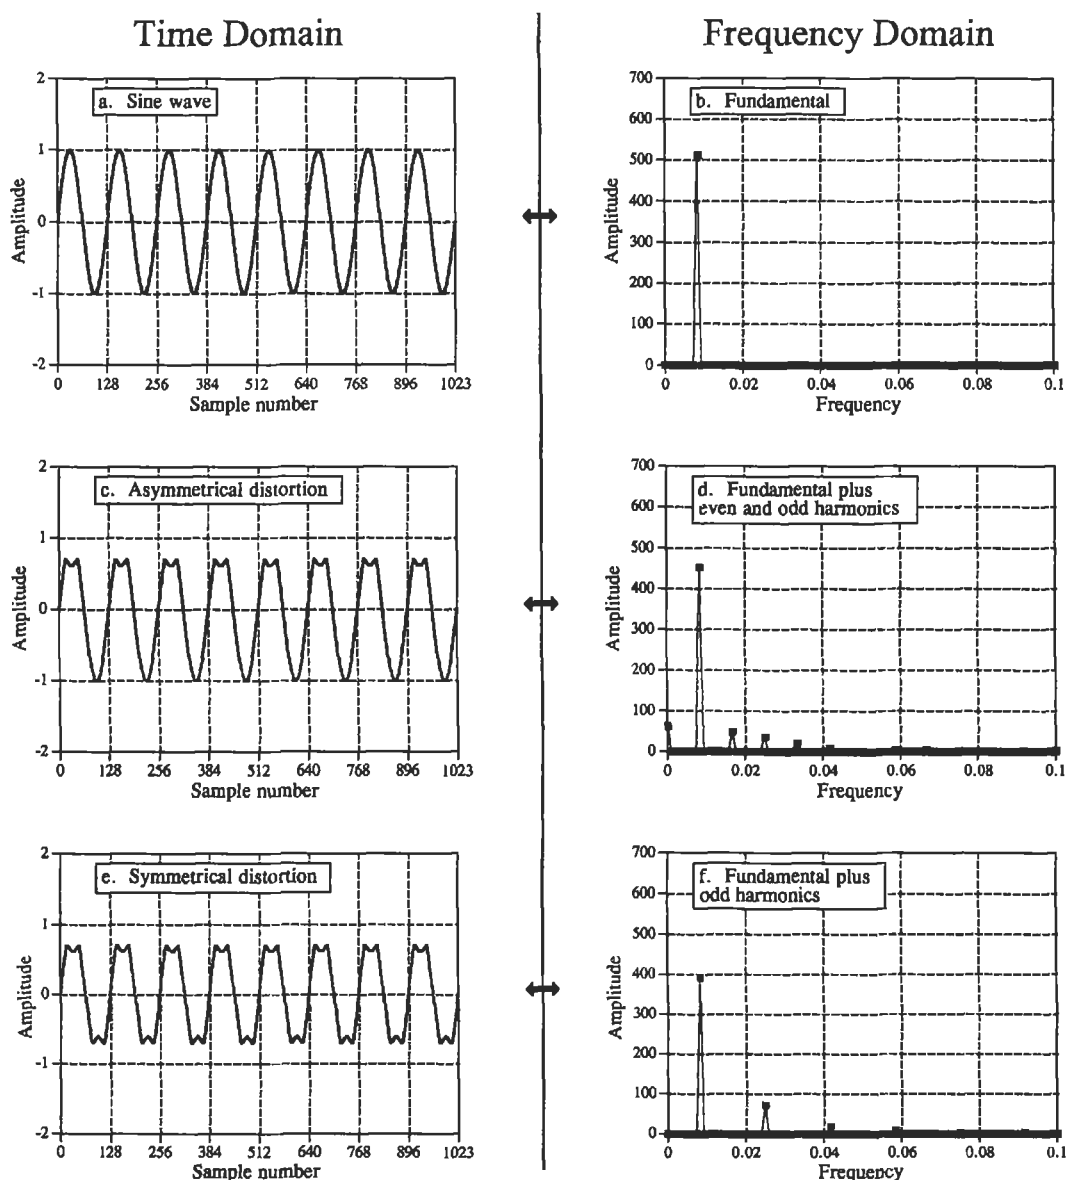 Time Domain
Frequency Domain
a. Sine wave
2
1
0
-1
-2
Amplitude
0 128 256 384 512 640 768 896 1023
Sample number
b. Fundamental
700
600
500
400
300
200
100
0
Amplitude
0 0.02 0.04 0.06 0.08 0.1
Frequency
c. Asymmetrical distortion
2
1
0
-1
-2
Amplitude
0 128 256 384 512 640 768 896 1023
Sample number
d. Fundamental plus
even and odd harmonics
700
600
500
400
300
200
100
0
Amplitude
0 0.02 0.04 0.06 0.08 0.1
Frequency
e. Symmetrical distortion
2
1
0
-1
-2
Amplitude
0 128 256 384 512 640 768 896 1023
Sample number
f. Fundamental plus
odd harmonics
700
600
500
400
300
200
100
0
Amplitude
0 0.02 0.04 0.06 0.08 0.1
Frequency